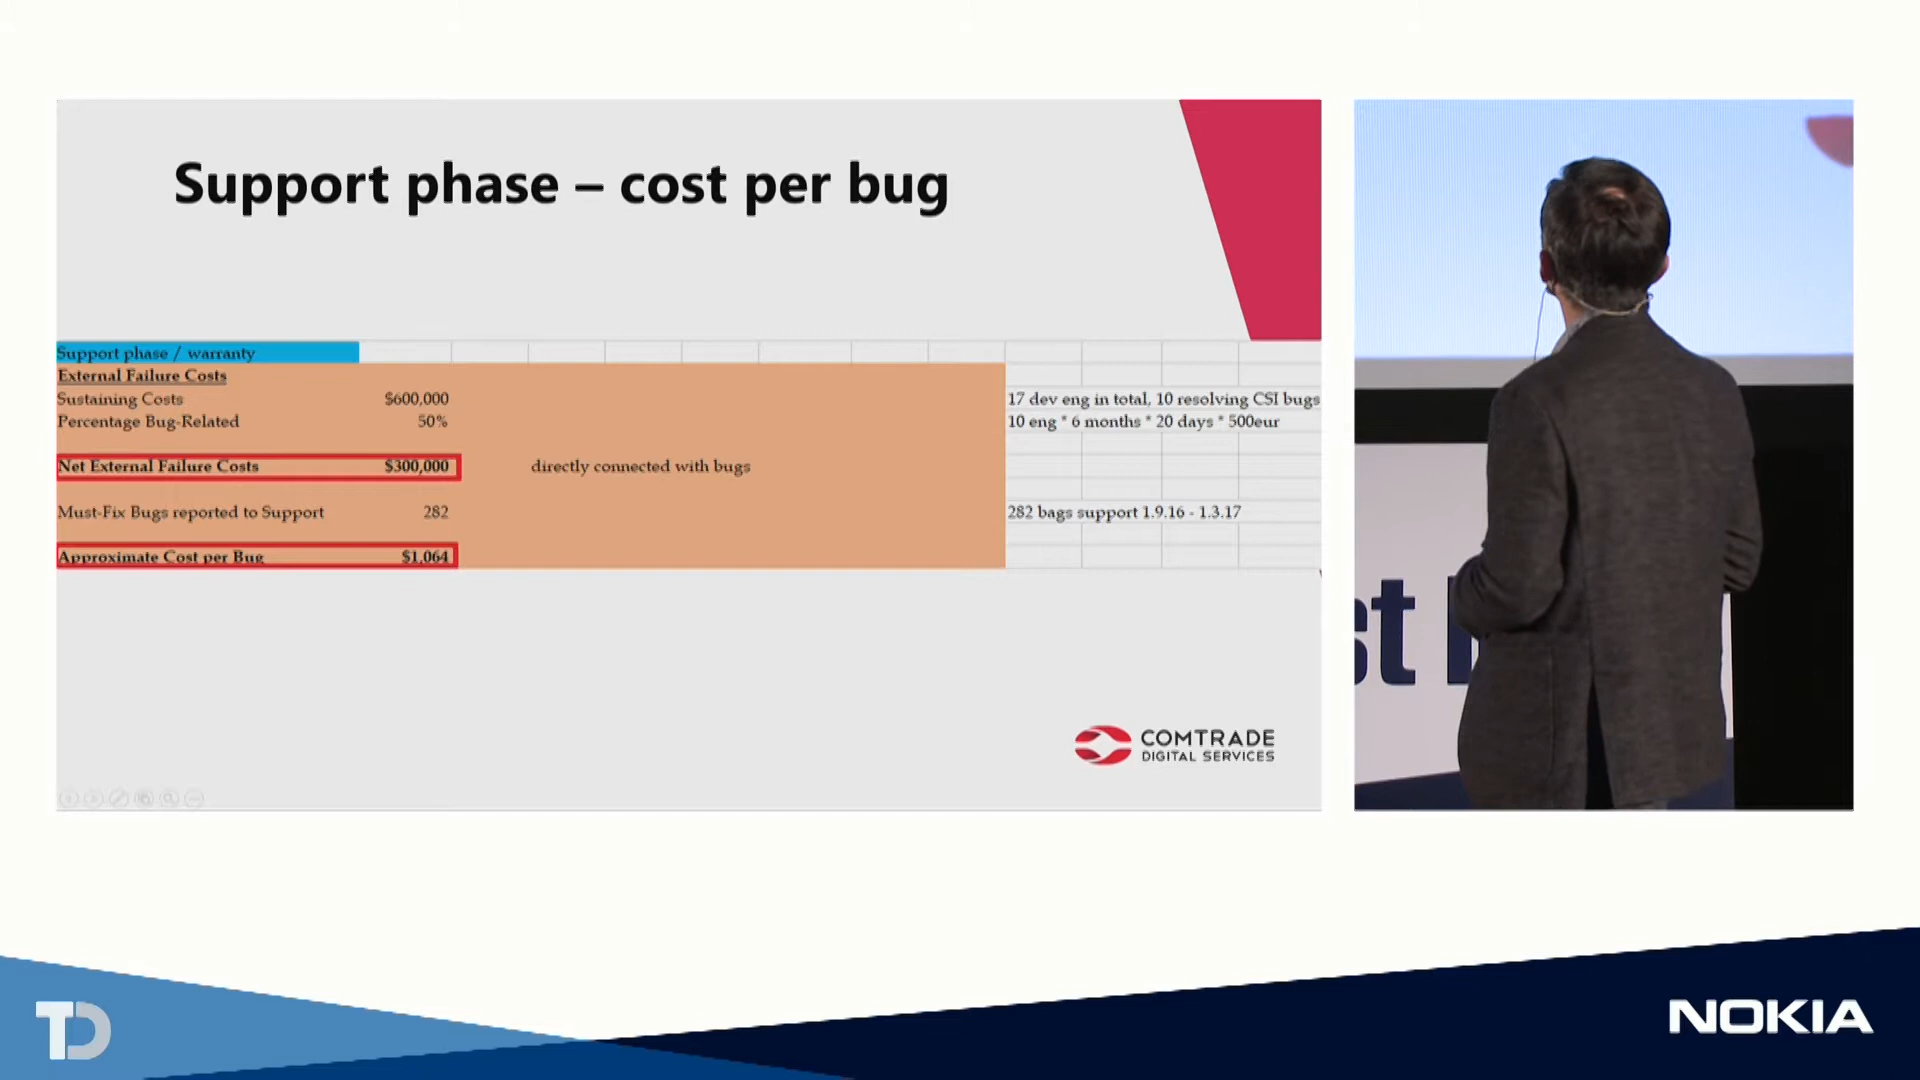 Support phase – cost per bug
Support phase / warranty
External Failure Costs
Sustaining Costs $600,000 17 dev eng in total, 10 resolving CSI bugs
Percentage Bug-Related 50% 10 eng * 6 months * 20 days * 500eur
Net External Failure Costs $300,000 directly connected with bugs
Must-Fix Bugs reported to Support 282 282 bags support 1.9.16 - 1.3.17
Approximate Cost per Bug $1,064
COMTRADE
DIGITAL SERVICES
st
TD
NOKIA